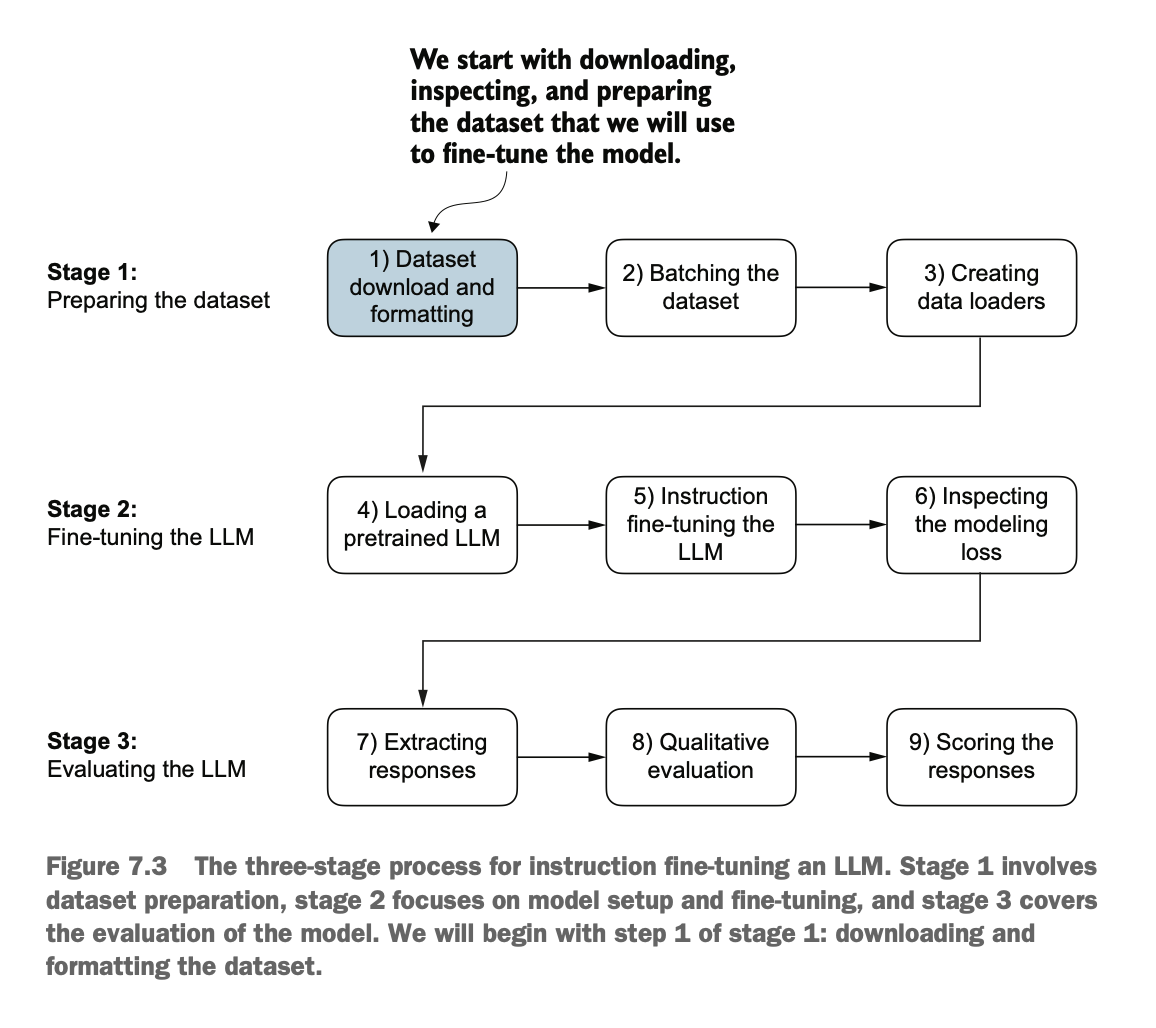 We start with downloading,
inspecting, and preparing
the dataset that we will use
to fine-tune the model.
Stage 1:
Preparing the dataset
1) Dataset
download and
formatting
2) Batching the
dataset
3) Creating
data loaders
Stage 2:
Fine-tuning the LLM
4) Loading a
pretrained LLM
5) Instruction
fine-tuning the
LLM
6) Inspecting
the modeling
loss
Stage 3:
Evaluating the LLM
7) Extracting
responses
8) Qualitative
evaluation
9) Scoring the
responses
Figure 7.3 The three-stage process for instruction fine-tuning an LLM. Stage 1 involves
dataset preparation, stage 2 focuses on model setup and fine-tuning, and stage 3 covers
the evaluation of the model. We will begin with step 1 of stage 1: downloading and
formatting the dataset.